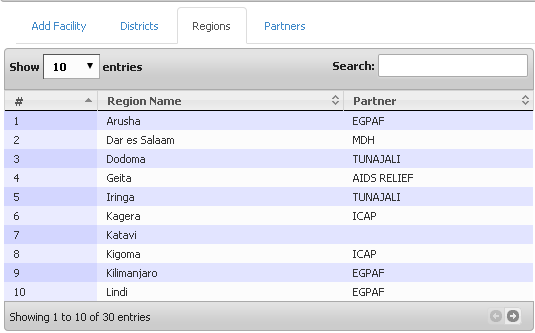 Add Facility Districts Regions Partners
Show 10 entries Search:
# Region Name Partner
1 Arusha EGPAF
2 Dar es Salaam MDH
3 Dodoma TUNAJALI
4 Geita AIDS RELIEF
5 Iringa TUNAJALI
6 Kagera ICAP
7 Katavi
8 Kigoma ICAP
9 Kilimanjaro EGPAF
10 Lindi EGPAF
Showing 1 to 10 of 30 entries